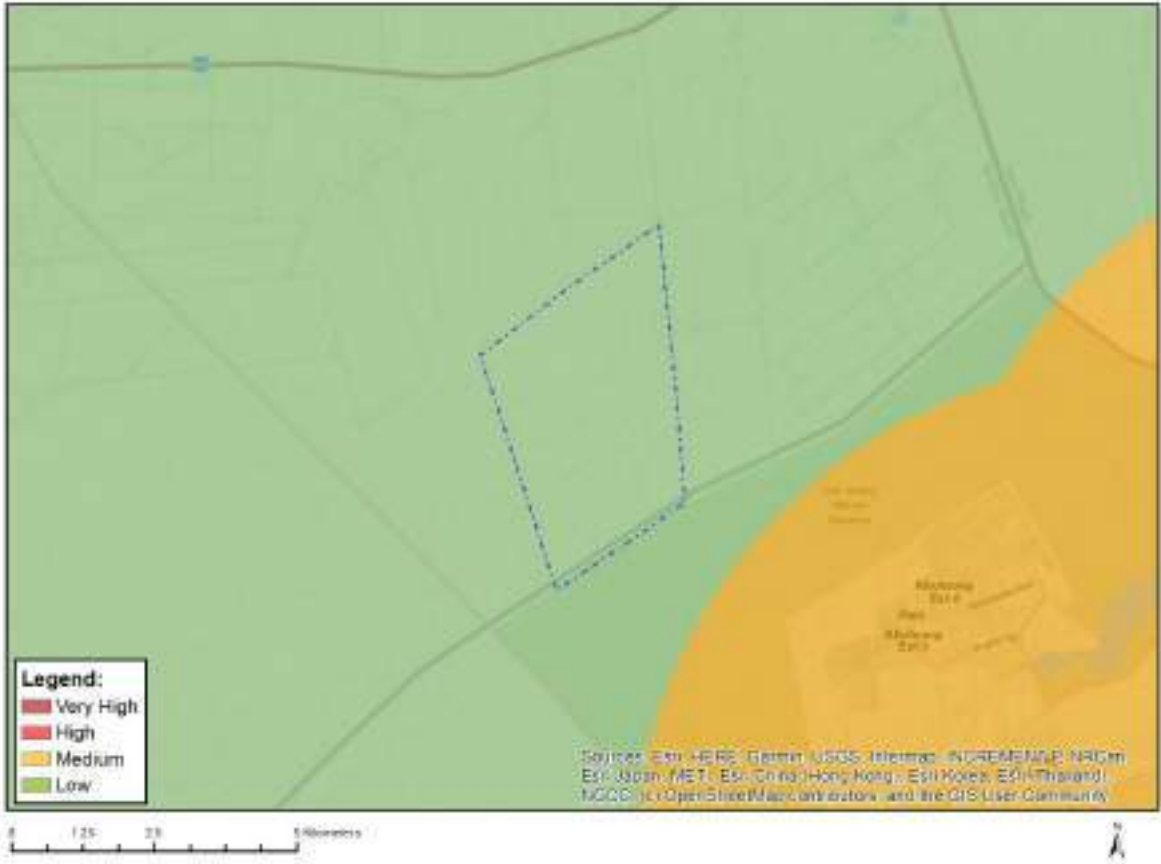 Legend:
Very High
High
Medium
Low
Sources: Esri, HERE, Garmin, USGS, Intermap, INCREMENT P, NRCan,
Esri Japan, METI, Esri China (Hong Kong), Esri Korea, Esri (Thailand),
NGCC, (c) OpenStreetMap contributors, and the GIS User Community
0 1.25 2.5 5 Kilometers
N